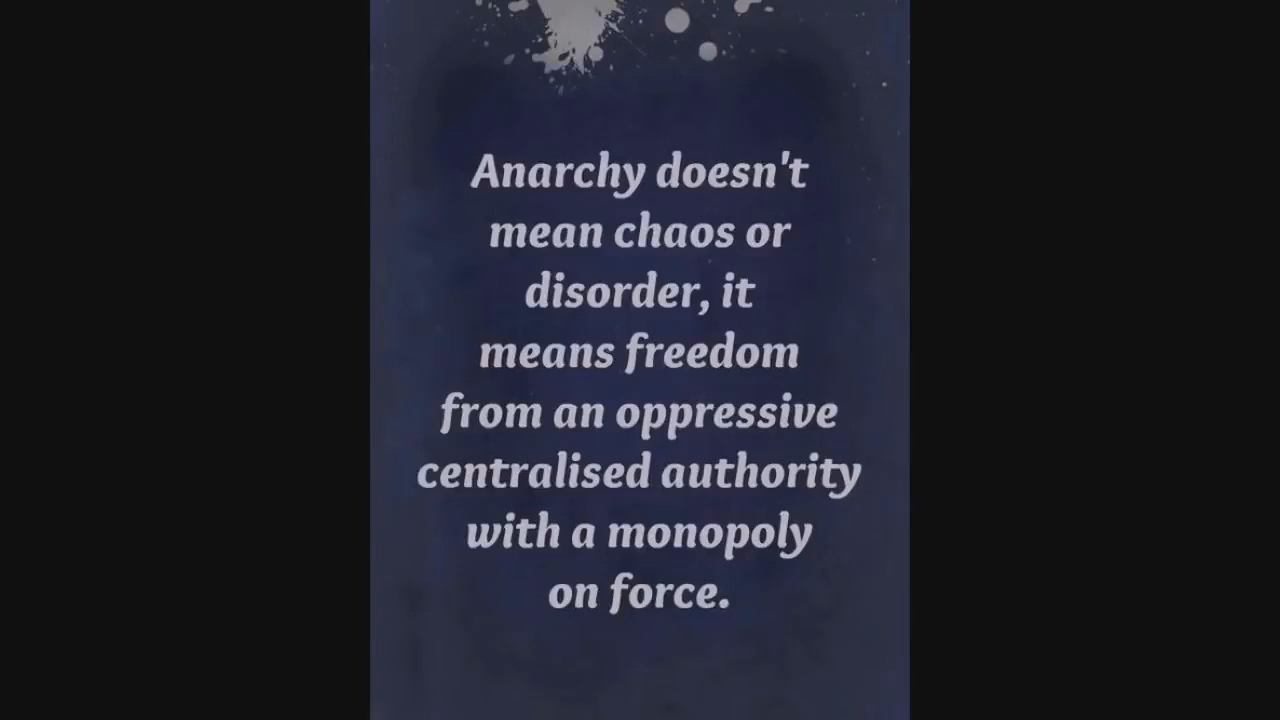 Anarchy doesn't
mean chaos or
disorder, it
means freedom
from an oppressive
centralised authority
with a monopoly
on force.